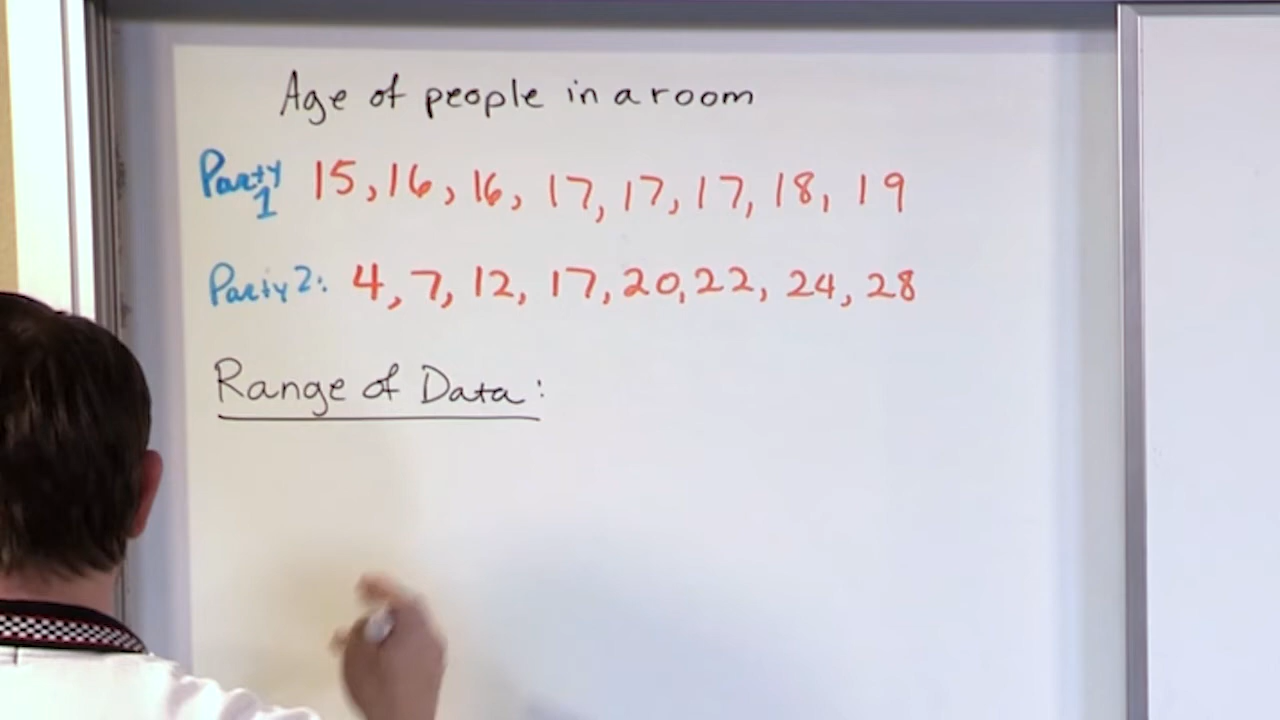 Age of people in a room
Party 1 15, 16, 16, 17, 17, 17, 18, 19
Party 2: 4, 7, 12, 17, 20, 22, 24, 28
Range of Data: